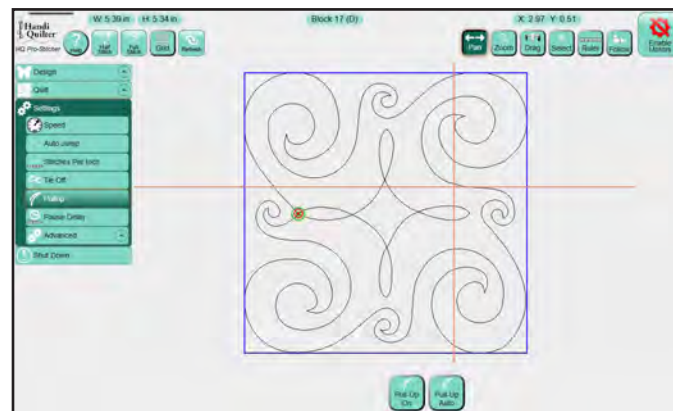 Handi Quilter
HQ Pro-Stitcher
W: 5.39 in H: 5.34 in
Block 17 (D)
X: 2.97 Y: 0.51
Help
Half Stitch
Full Stitch
Grid
Refresh
Pan
Zoom
Drag
Select
Ruler
Follow
Enable Motors
Design
Quilt
Settings
Speed
Auto Jump
Stitches Per Inch
Tie Off
Pullup
Pause Delay
Advanced
Shut Down
Pull-Up On
Pull-Up Auto